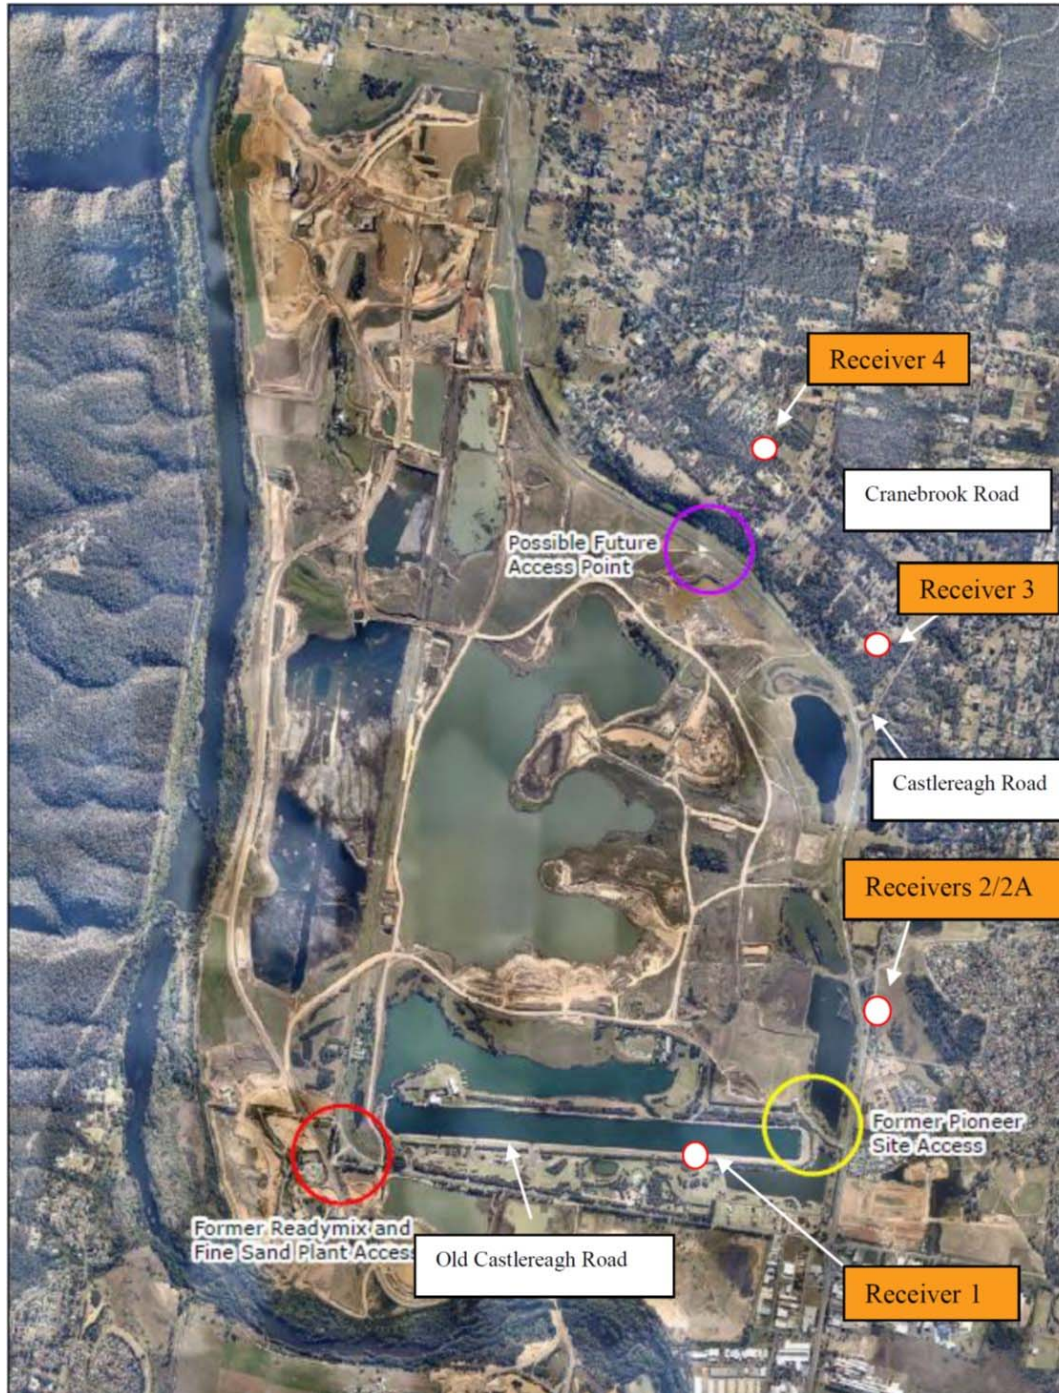 Receiver 4
Cranebrook Road
Possible Future
Access Point
Receiver 3
Castlereagh Road
Receivers 2/2A
Former Pioneer
Site Access
Former Readymix and
Fine Sand Plant Access
Old Castlereagh Road
Receiver 1